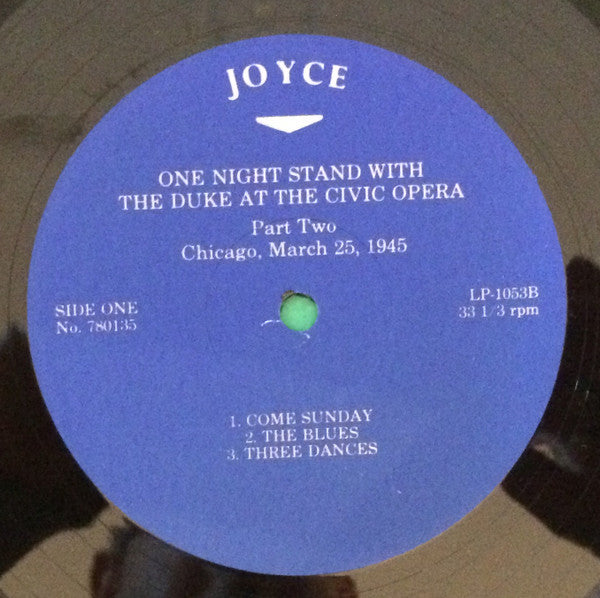 JOYCE
ONE NIGHT STAND WITH
THE DUKE AT THE CIVIC OPERA
Part Two
Chicago, March 25, 1945
SIDE ONE
No. 780135
LP-1053B
33 1/3 rpm
1. COME SUNDAY
2. THE BLUES
3. THREE DANCES